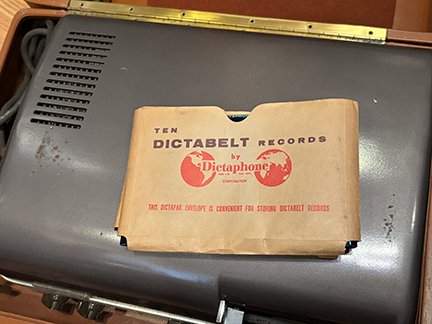 TEN
DICTABELT RECORDS
by
Dictaphone
CORPORATION
THIS DICTAPAK ENVELOPE IS CONVENIENT FOR STORING DICTABELT RECORDS